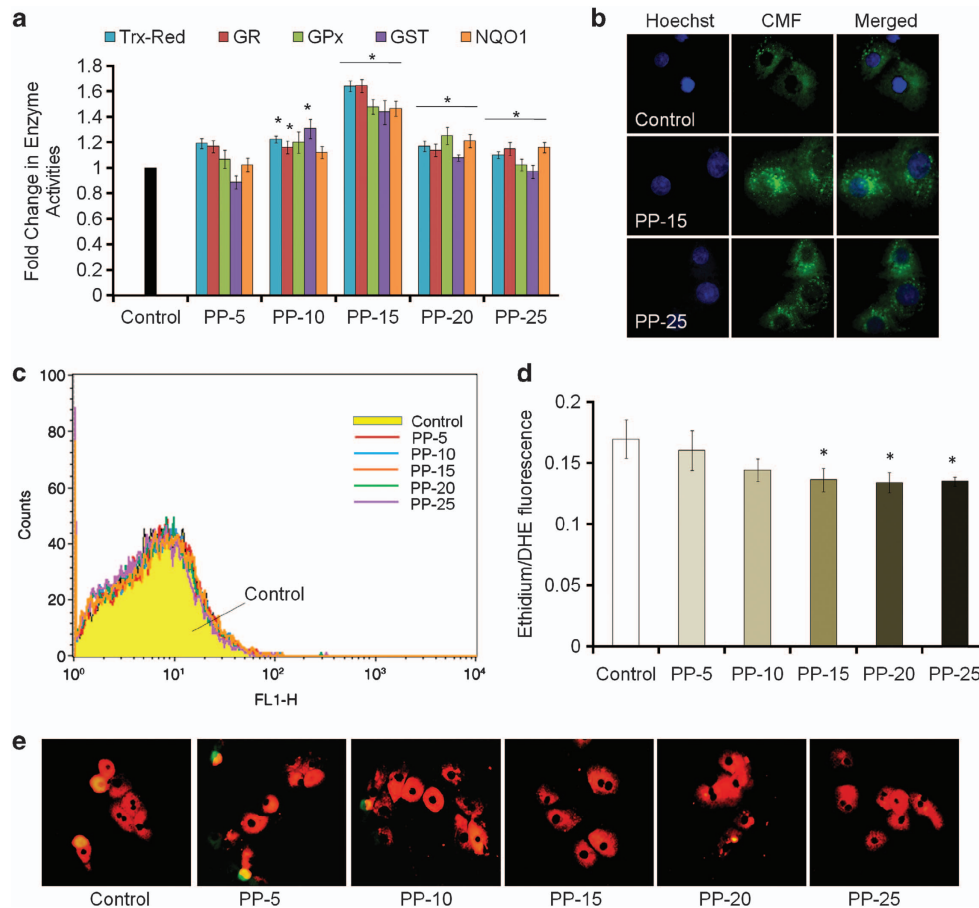 a
Trx-Red GR GPx GST NQO1
Fold Change in Enzyme
Activities
1.8
1.6
1.4
1.2
1
0.8
0.6
0.4
0.2
0
* * * * * *
Control PP-5 PP-10 PP-15 PP-20 PP-25
b
Hoechst CMF Merged
Control
PP-15
PP-25
c
Counts
100
80
60
40
20
0
Control
PP-5
PP-10
PP-15
PP-20
PP-25
Control
10⁰ 10¹ 10² 10³ 10⁴
FL1-H
d
Ethidium/DHE fluorescence
0.2
0.15
0.1
0.05
0
* * *
Control PP-5 PP-10 PP-15 PP-20 PP-25
e
Control PP-5 PP-10 PP-15 PP-20 PP-25